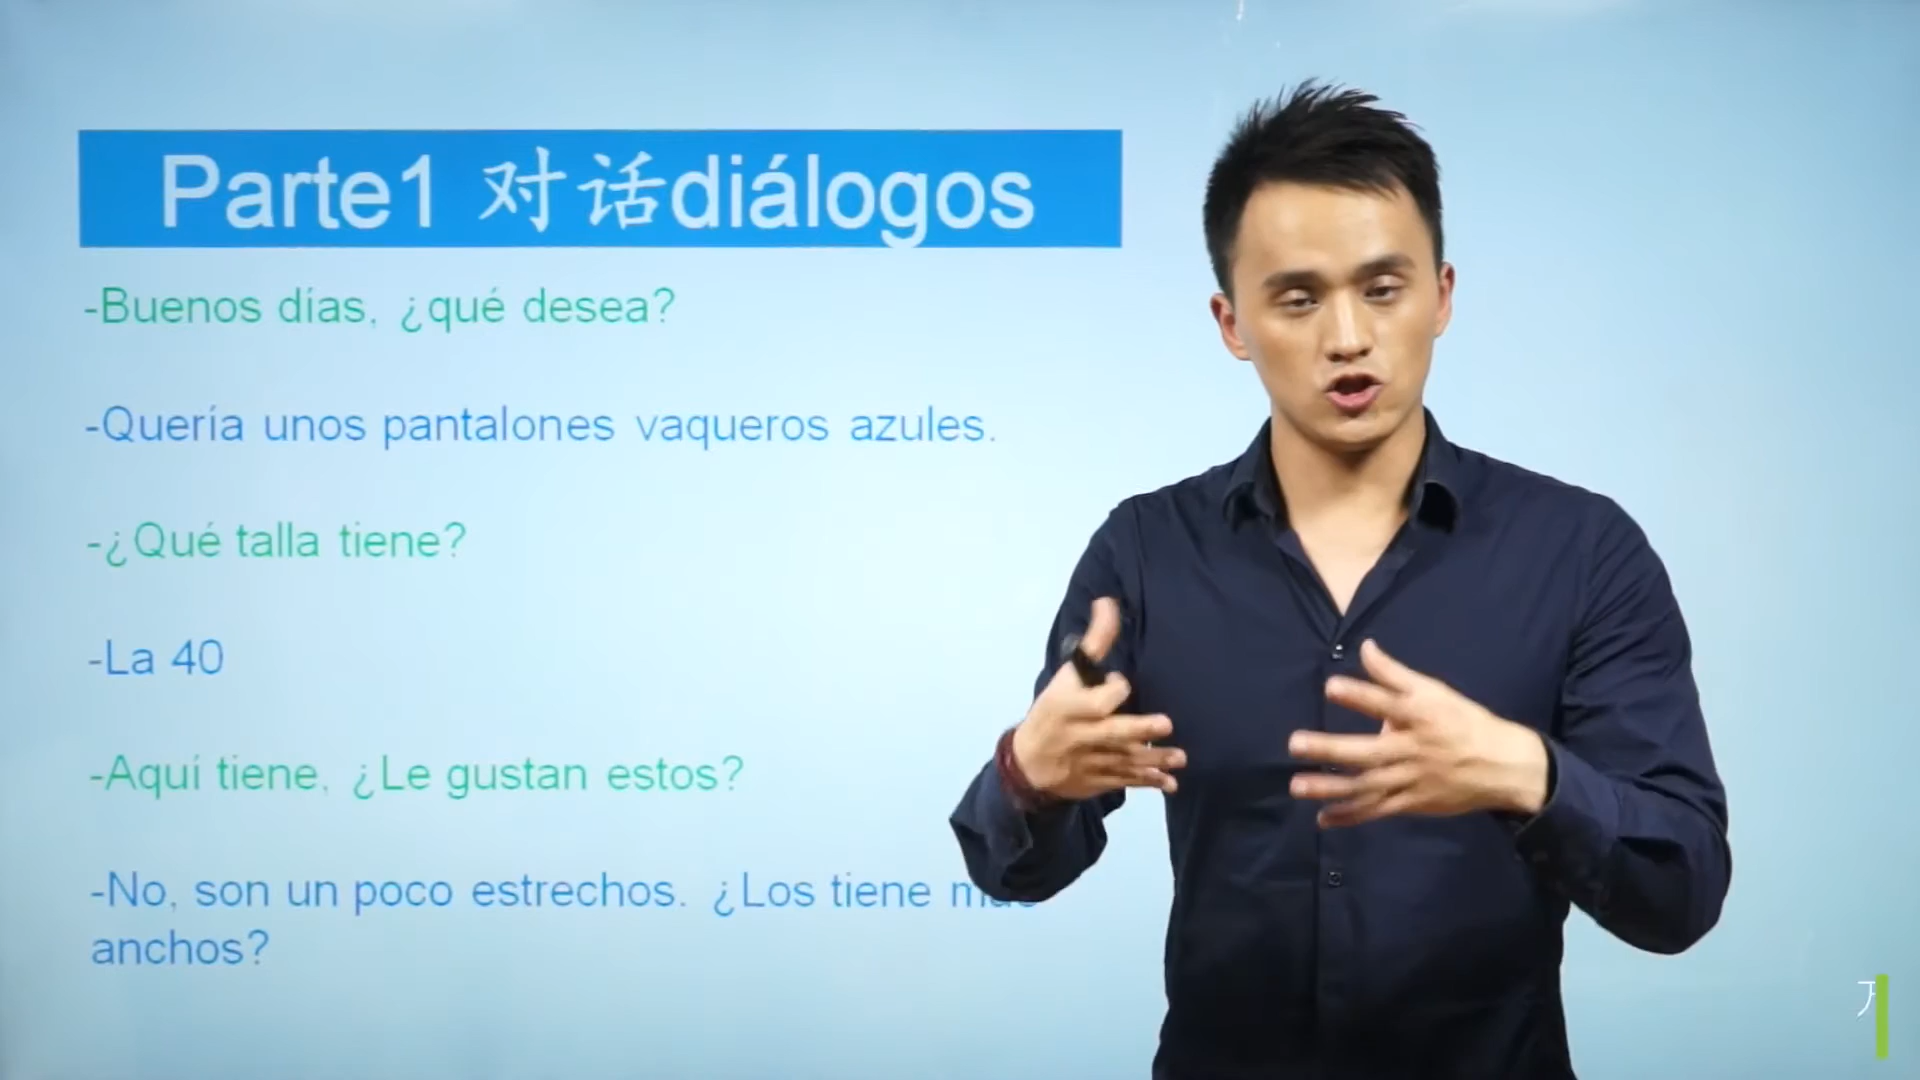 Parte1 对话diálogos
-Buenos días, ¿qué desea?
-Quería unos pantalones vaqueros azules.
-¿Qué talla tiene?
-La 40
-Aquí tiene, ¿Le gustan estos?
-No, son un poco estrechos. ¿Los tiene
anchos?